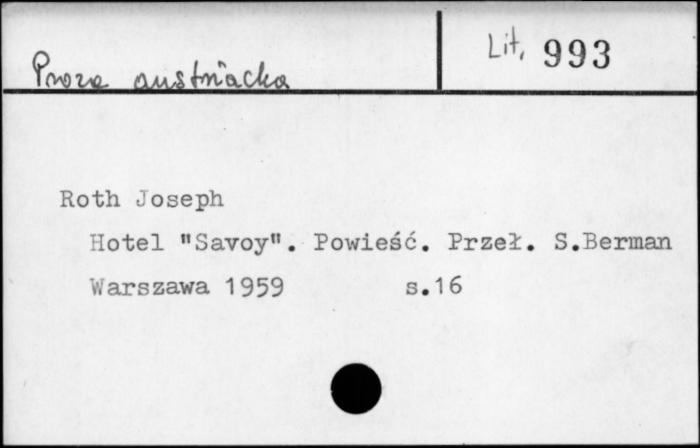 Proza austriacka
Lit. 993
Roth Joseph
Hotel "Savoy". Powieść. Przeł. S.Berman
Warszawa 1959 s.16